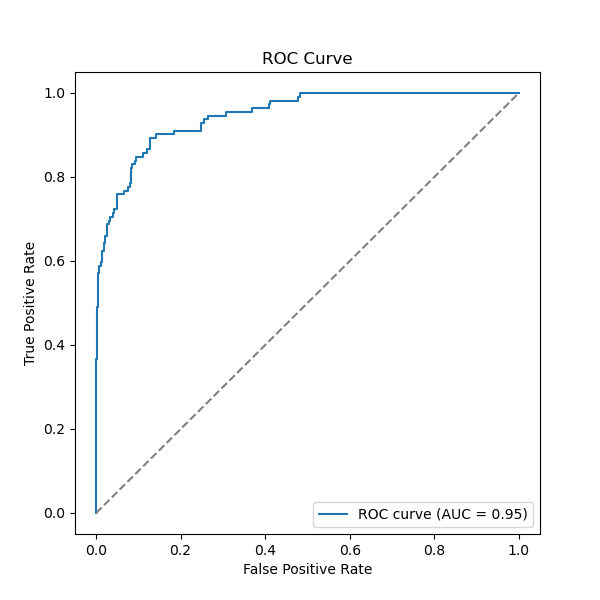 ROC Curve
1.0
0.8
0.6
0.4
0.2
0.0
True Positive Rate
ROC curve (AUC = 0.95)
0.0 0.2 0.4 0.6 0.8 1.0
False Positive Rate